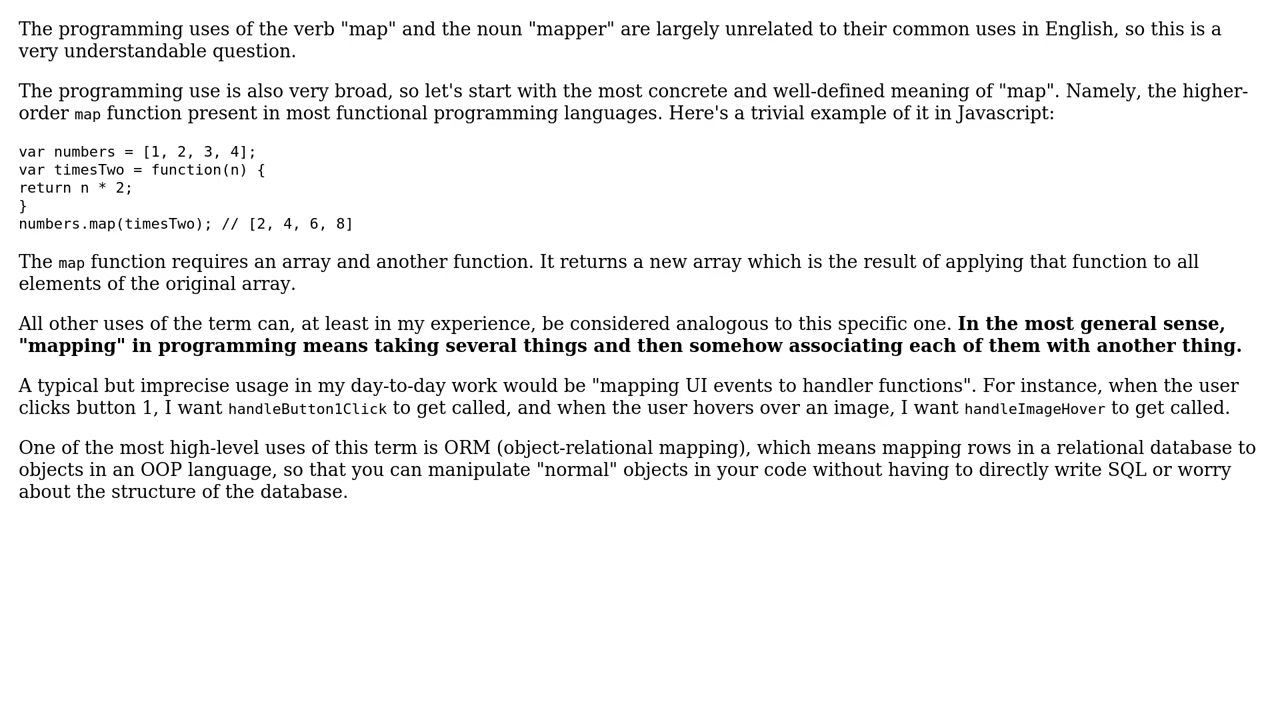 The programming uses of the verb "map" and the noun "mapper" are largely unrelated to their common uses in English, so this is a
very understandable question.
The programming use is also very broad, so let's start with the most concrete and well-defined meaning of "map". Namely, the higher-
order map function present in most functional programming languages. Here's a trivial example of it in Javascript:
var numbers = [1, 2, 3, 4];
var timesTwo = function(n) {
return n * 2;
}
numbers.map(timesTwo); // [2, 4, 6, 8]
The map function requires an array and another function. It returns a new array which is the result of applying that function to all
elements of the original array.
All other uses of the term can, at least in my experience, be considered analogous to this specific one. In the most general sense,
"mapping" in programming means taking several things and then somehow associating each of them with another thing.
A typical but imprecise usage in my day-to-day work would be "mapping UI events to handler functions". For instance, when the user
clicks button 1, I want handleButton1Click to get called, and when the user hovers over an image, I want handleImageHover to get called.
One of the most high-level uses of this term is ORM (object-relational mapping), which means mapping rows in a relational database to
objects in an OOP language, so that you can manipulate "normal" objects in your code without having to directly write SQL or worry
about the structure of the database.